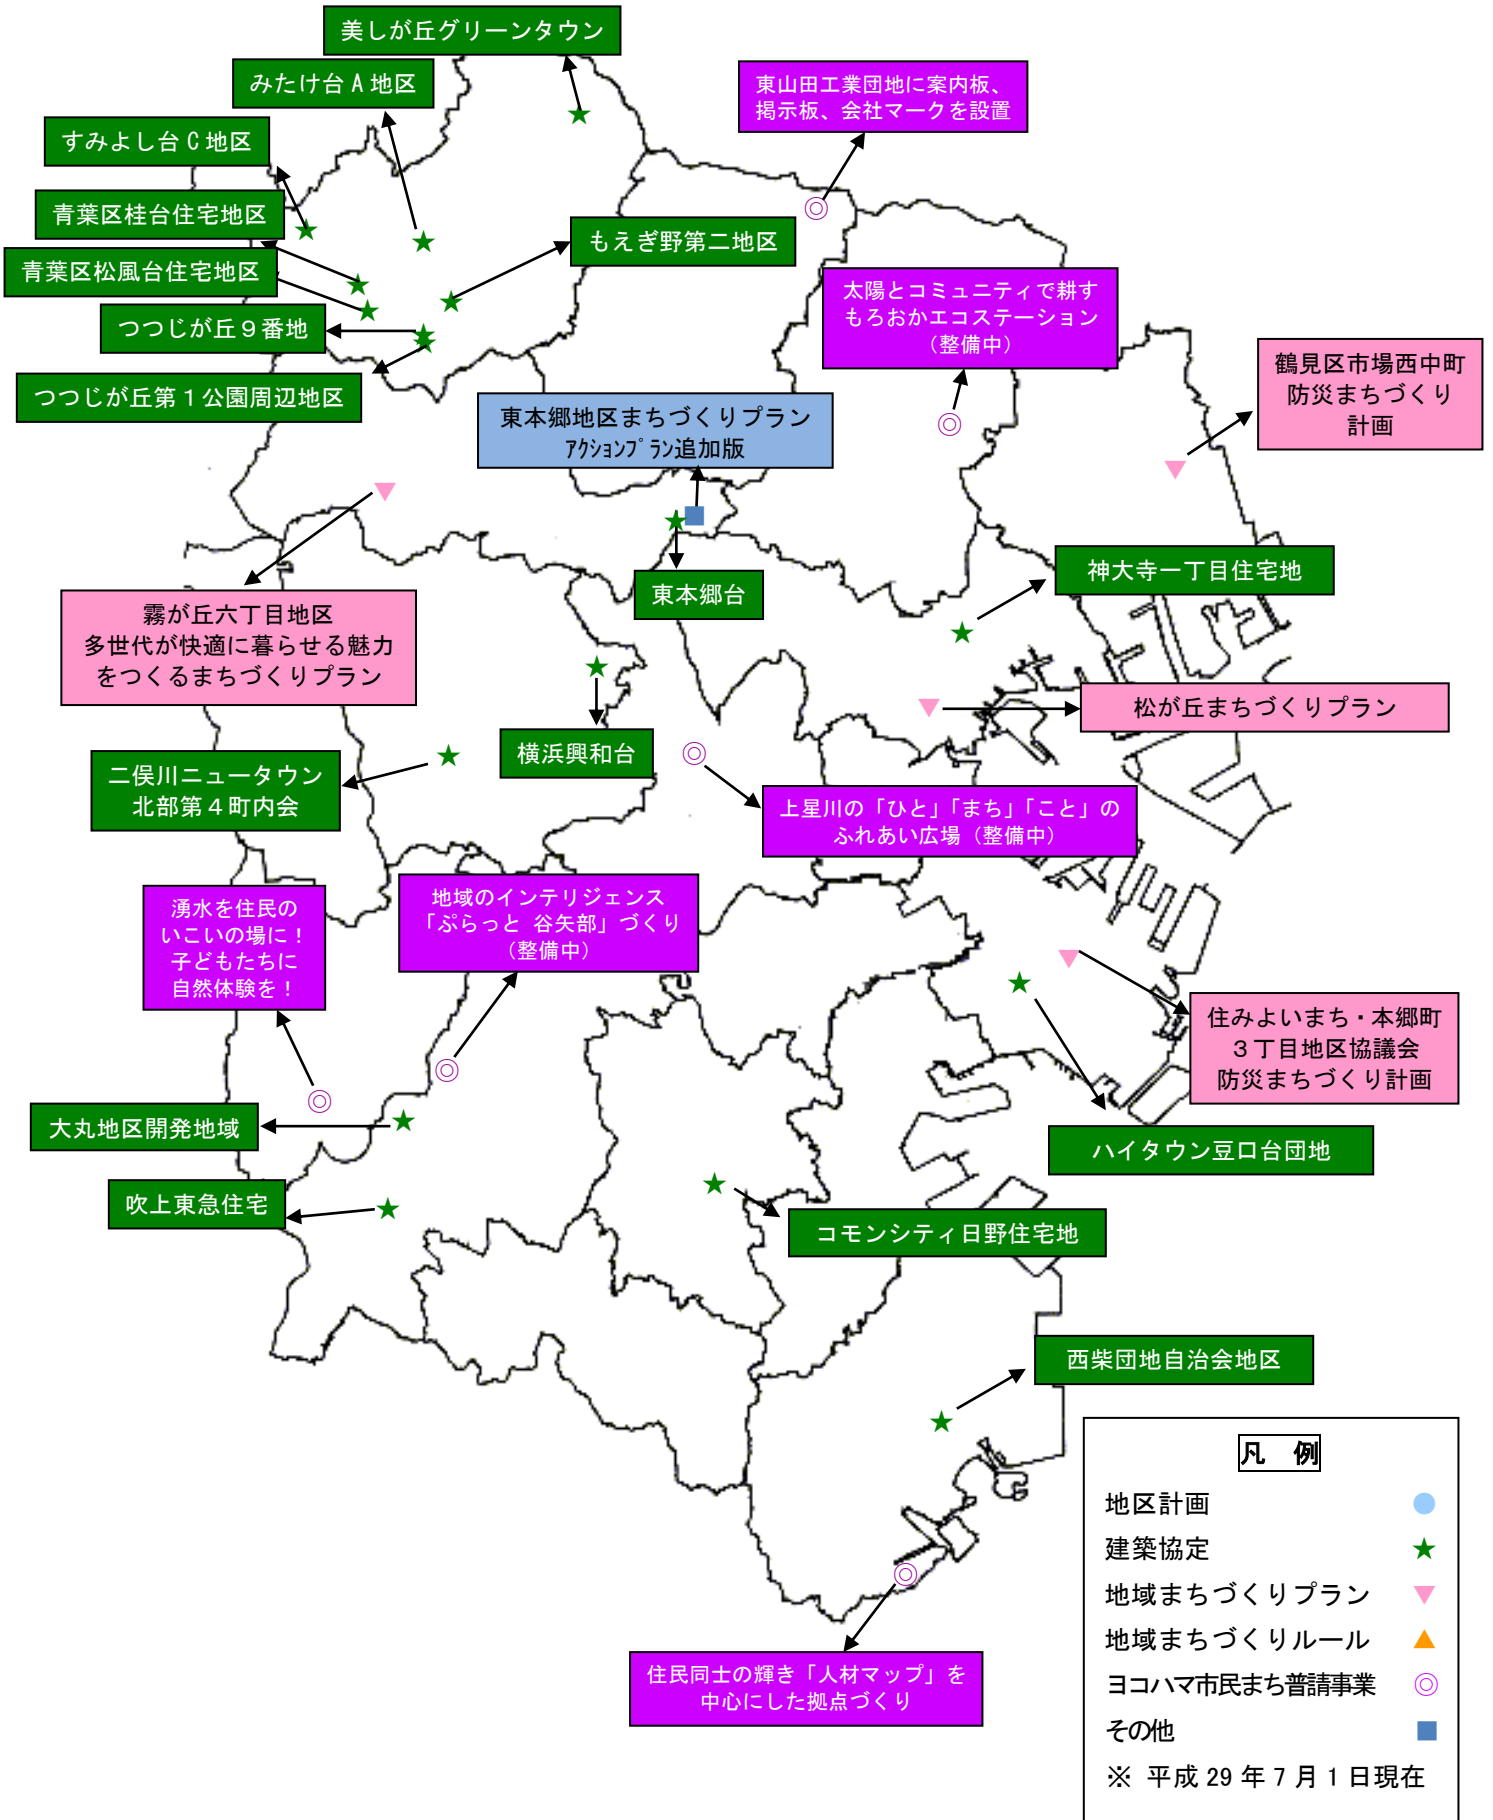 美しが丘グリーンタウン
みたけ台A地区
東山田工業団地に案内板、
掲示板、会社マークを設置
すみよし台C地区
青葉区桂台住宅地区
もえぎ野第二地区
青葉区松風台住宅地区
太陽とコミュニティで耕す
もろおかエコステーション
（整備中）
つつじが丘９番地
鶴見区市場西中町
防災まちづくり
計画
つつじが丘第１公園周辺地区
東本郷地区まちづくりプラン
ｱｸｼｮﾝﾌﾟﾗﾝ追加版
神大寺一丁目住宅地
東本郷台
霧が丘六丁目地区
多世代が快適に暮らせる魅力
をつくるまちづくりプラン
松が丘まちづくりプラン
横浜興和台
二俣川ニュータウン
北部第４町内会
上星川の「ひと」「まち」「こと」の
ふれあい広場（整備中）
湧水を住民の
いこいの場に！
子どもたちに
自然体験を！
地域のインテリジェンス
「ぷらっと 谷矢部」づくり
（整備中）
住みよいまち・本郷町
３丁目地区協議会
防災まちづくり計画
大丸地区開発地域
ハイタウン豆口台団地
吹上東急住宅
コモンシティ日野住宅地
西柴団地自治会地区
凡　例
地区計画
建築協定
地域まちづくりプラン
地域まちづくりルール
ヨコハマ市民まち普請事業
その他
※ 平成29年7月1日現在
住民同士の輝き「人材マップ」を
中心にした拠点づくり